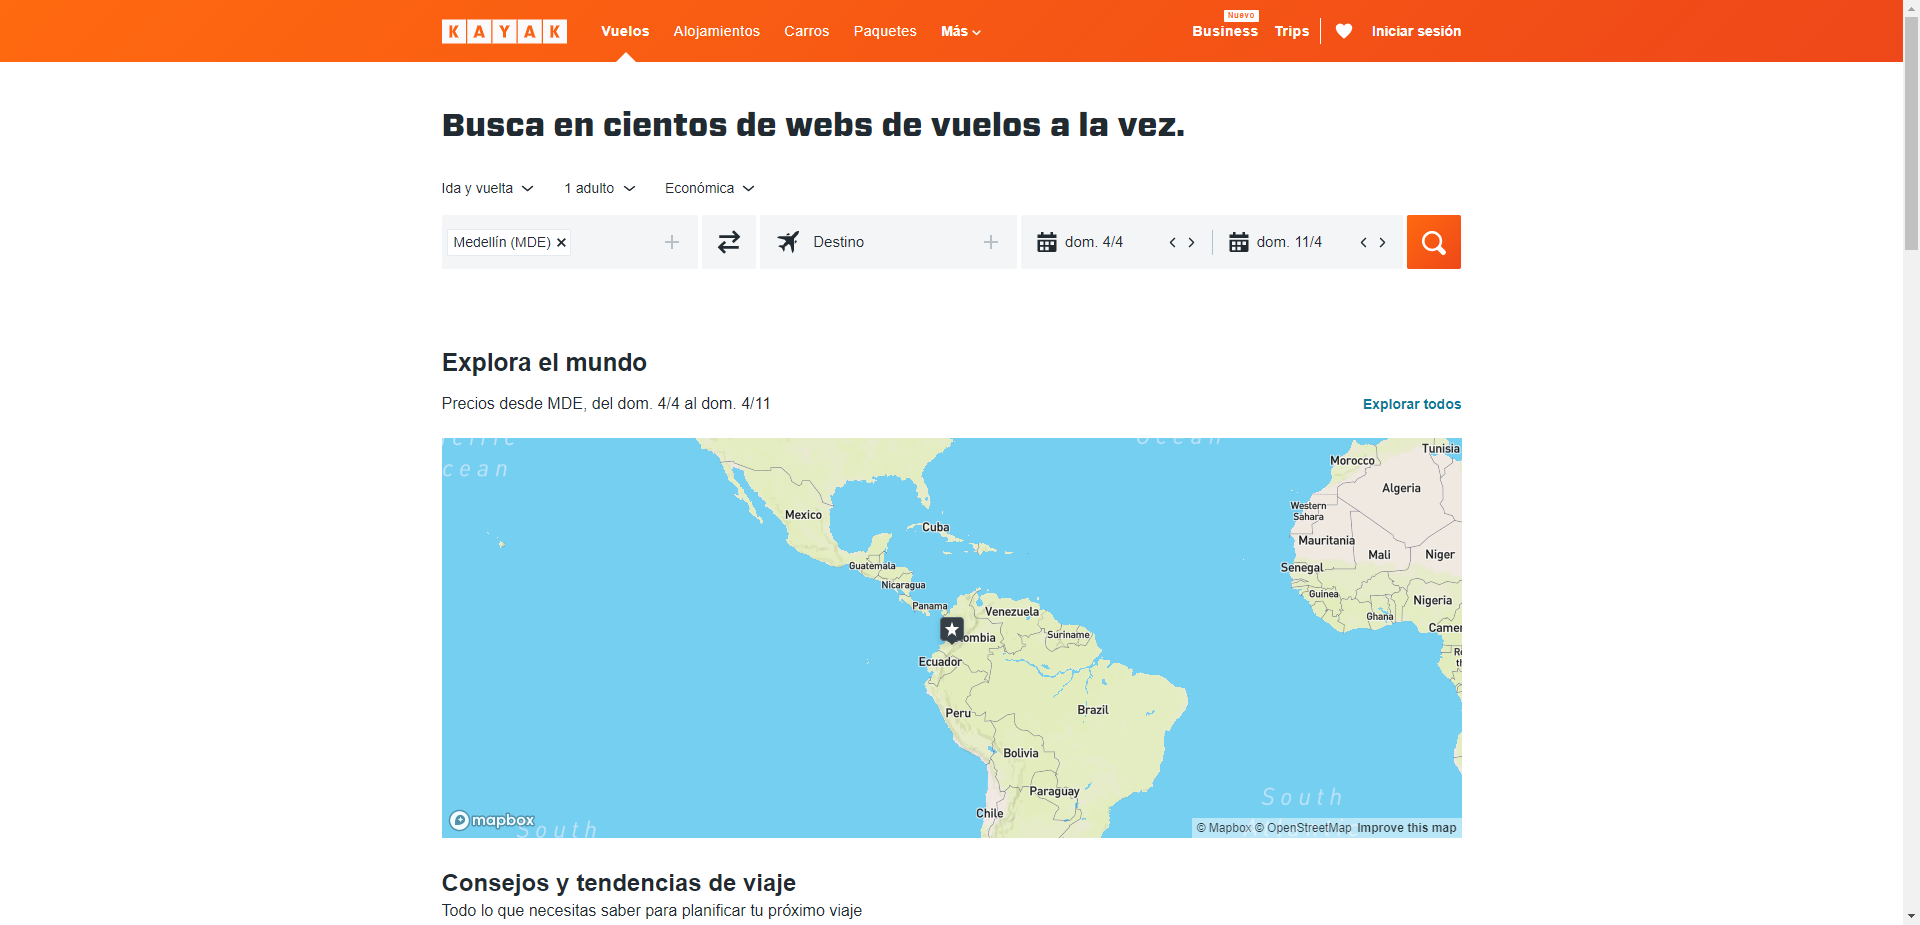 KAYAK
Vuelos
Alojamientos
Carros
Paquetes
Más
Nuevo
Business
Trips
Iniciar sesión
Busca en cientos de webs de vuelos a la vez.
Ida y vuelta
1 adulto
Económica
Medellín (MDE)
Destino
dom. 4/4
dom. 11/4
Explora el mundo
Precios desde MDE, del dom. 4/4 al dom. 4/11
Explorar todos
cean
Ocean
Tunisia
Morocco
Algeria
Mexico
Western
Sahara
Cuba
Mauritania
Mali
Niger
Guatemala
Senegal
Nicaragua
Guinea
Nigeria
Panama
Venezuela
Ghana
Camer
ombia
Suriname
Ecuador
Peru
Brazil
Bolivia
Paraguay
South
Chile
mapbox
South
© Mapbox © OpenStreetMap Improve this map
Consejos y tendencias de viaje
Todo lo que necesitas saber para planificar tu próximo viaje